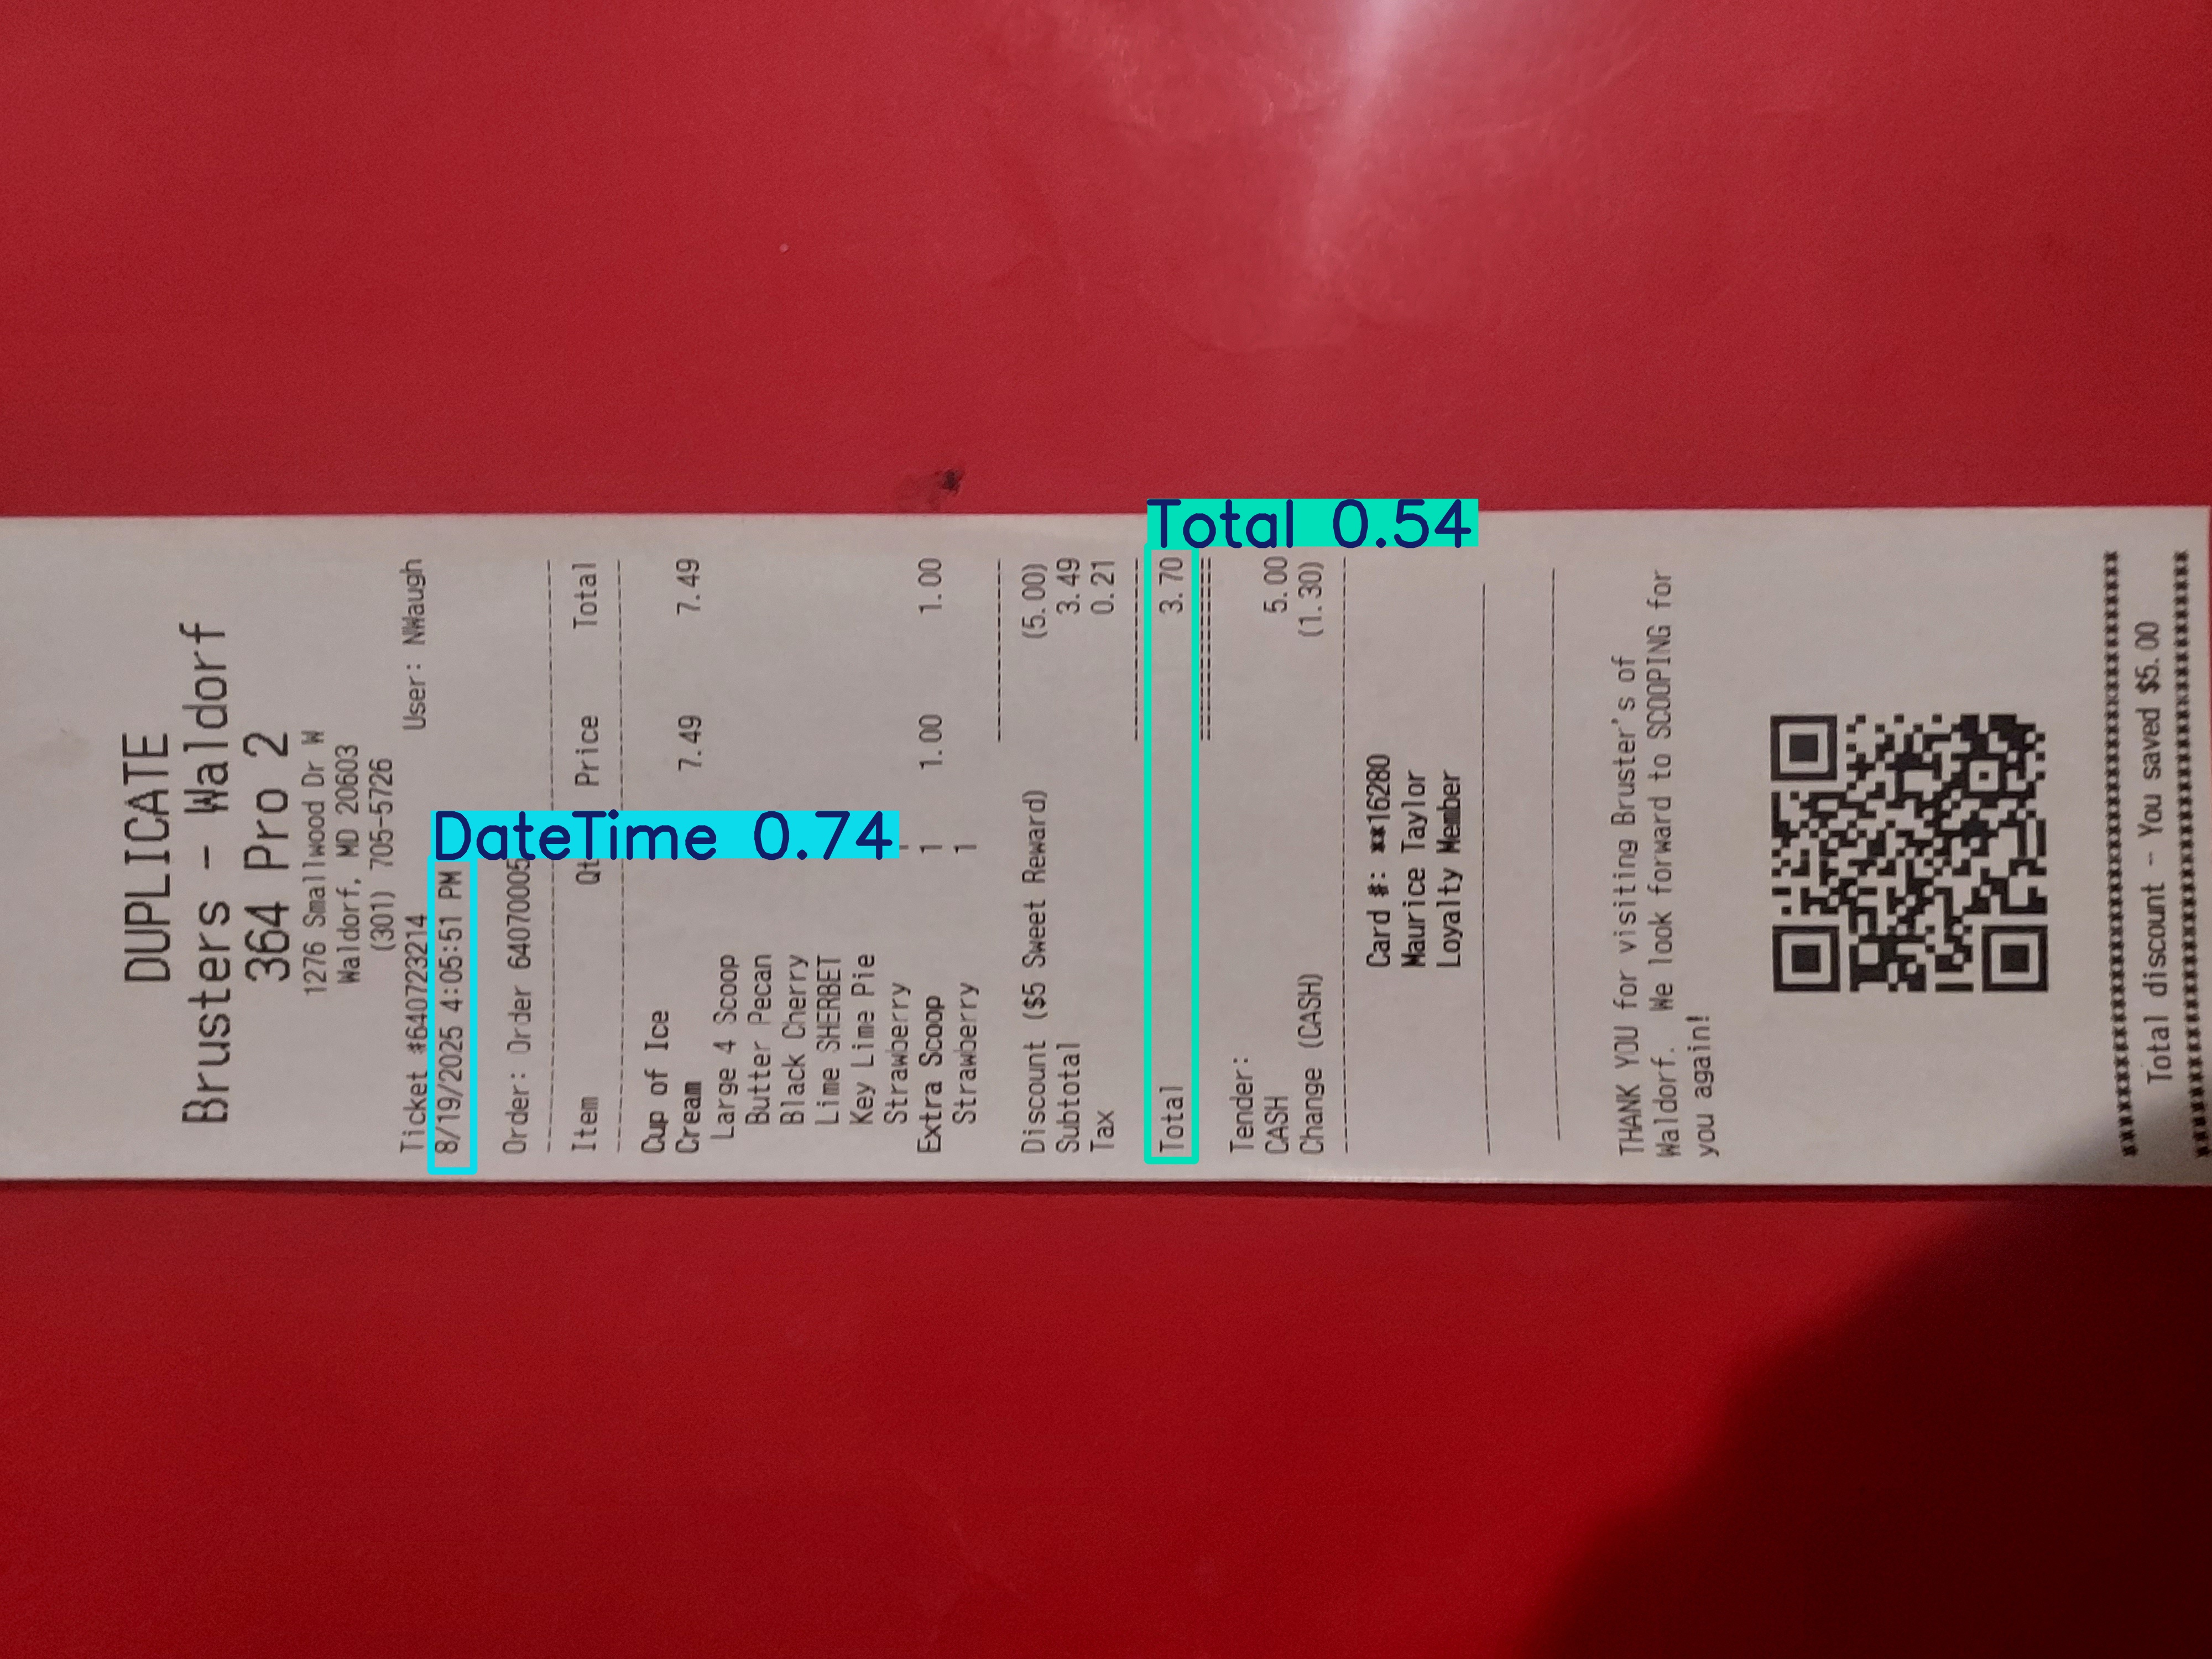 DUPLICATE
Brusters - Waldorf
364 Pro 2
1276 Smallwood Dr W
Waldorf, MD 20603
(301) 705-5726
Ticket #6407723214 User: NWaugh
8/19/2025 4:05:51 PM
DateTime 0.74
Order: Order 640700005
Item Price Total
Cup of Ice
Cream 7.49 7.49
Large 4 Scoop
Butter Pecan
Black Cherry
Lime SHERBET
Key Lime Pie
Strawberry
Extra Scoop 1 1.00 1.00
Strawberry 1
Discount ($5 Sweet Reward) (5.00)
Subtotal 3.49
Tax 0.21
Total 0.54
Total 3.70
Tender:
CASH 5.00
Change (CASH) (1.30)
Card #: **16280
Maurice Taylor
Loyalty Member
THANK YOU for visiting Bruster's of
Waldorf. We look forward to SCOOPING for
you again!
Total discount - You saved $5.00